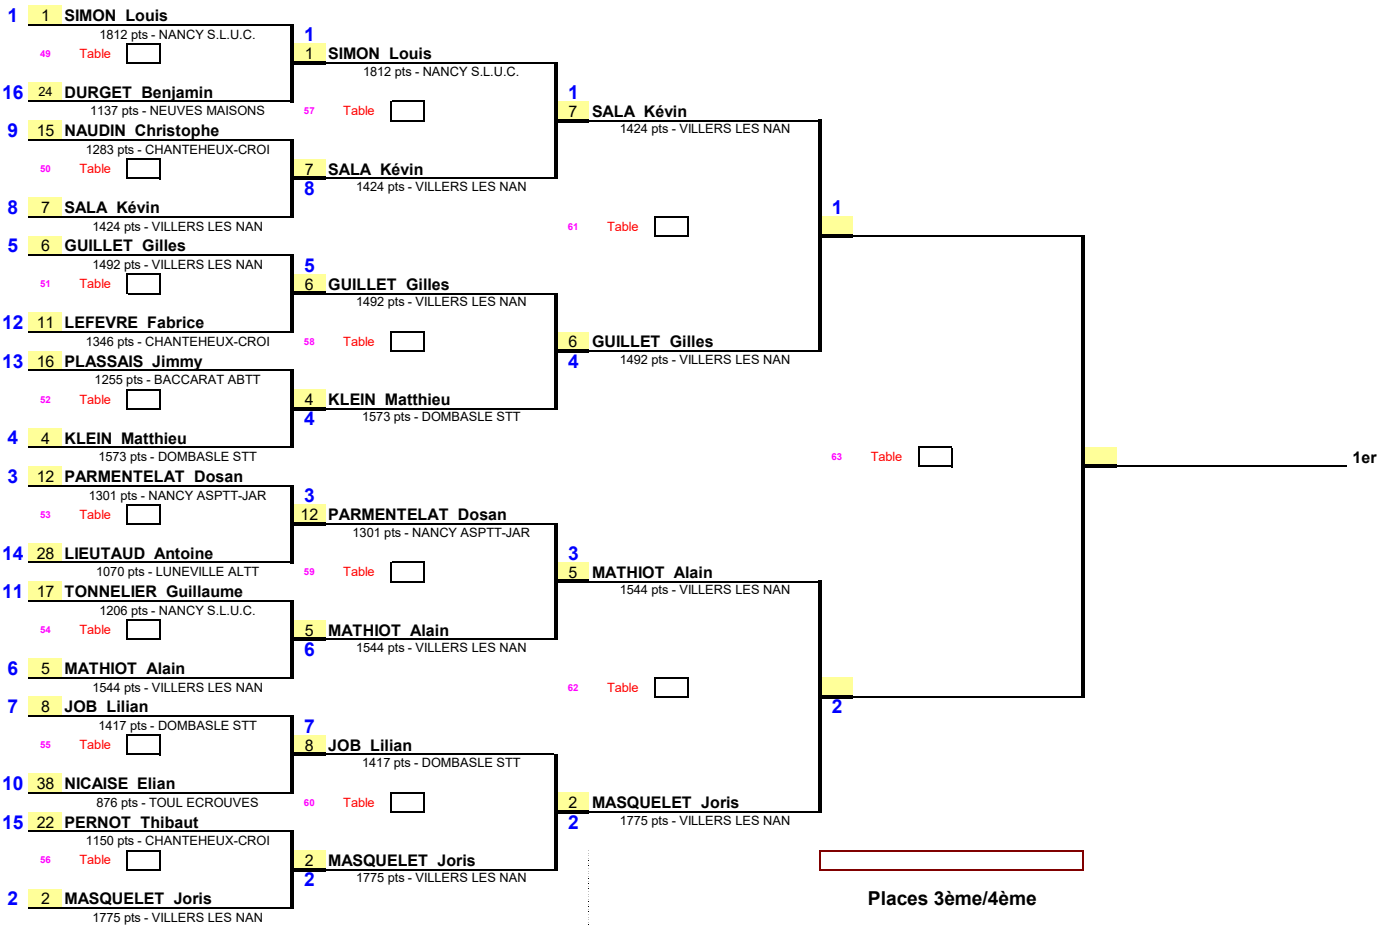 1 1 SIMON Louis
1812 pts - NANCY S.L.U.C.
49 Table
16 24 DURGET Benjamin
1137 pts - NEUVES MAISONS
9 15 NAUDIN Christophe
1283 pts - CHANTEHEUX-CROI
50 Table
8 7 SALA Kévin
1424 pts - VILLERS LES NAN
5 6 GUILLET Gilles
1492 pts - VILLERS LES NAN
51 Table
12 11 LEFEVRE Fabrice
1346 pts - CHANTEHEUX-CROI
13 16 PLASSAIS Jimmy
1255 pts - BACCARAT ABTT
52 Table
4 4 KLEIN Matthieu
1573 pts - DOMBASLE STT
3 12 PARMENTELAT Dosan
1301 pts - NANCY ASPTT-JAR
53 Table
14 28 LIEUTAUD Antoine
1070 pts - LUNEVILLE ALTT
11 17 TONNELIER Guillaume
1206 pts - NANCY S.L.U.C.
54 Table
6 5 MATHIOT Alain
1544 pts - VILLERS LES NAN
7 8 JOB Lilian
1417 pts - DOMBASLE STT
55 Table
10 38 NICAISE Elian
876 pts - TOUL ECROUVES
15 22 PERNOT Thibaut
1150 pts - CHANTEHEUX-CROI
56 Table
2 2 MASQUELET Joris
1775 pts - VILLERS LES NAN
1
1 SIMON Louis
1812 pts - NANCY S.L.U.C.
57 Table
7 SALA Kévin
8 1424 pts - VILLERS LES NAN
5
6 GUILLET Gilles
1492 pts - VILLERS LES NAN
58 Table
4 KLEIN Matthieu
4 1573 pts - DOMBASLE STT
3
12 PARMENTELAT Dosan
1301 pts - NANCY ASPTT-JAR
59 Table
5 MATHIOT Alain
6 1544 pts - VILLERS LES NAN
7
8 JOB Lilian
1417 pts - DOMBASLE STT
60 Table
2 MASQUELET Joris
2 1775 pts - VILLERS LES NAN
1
7 SALA Kévin
1424 pts - VILLERS LES NAN
61 Table
6 GUILLET Gilles
4 1492 pts - VILLERS LES NAN
3
5 MATHIOT Alain
1544 pts - VILLERS LES NAN
62 Table
2 MASQUELET Joris
2 1775 pts - VILLERS LES NAN
1
63 Table
2
1er
Places 3ème/4ème